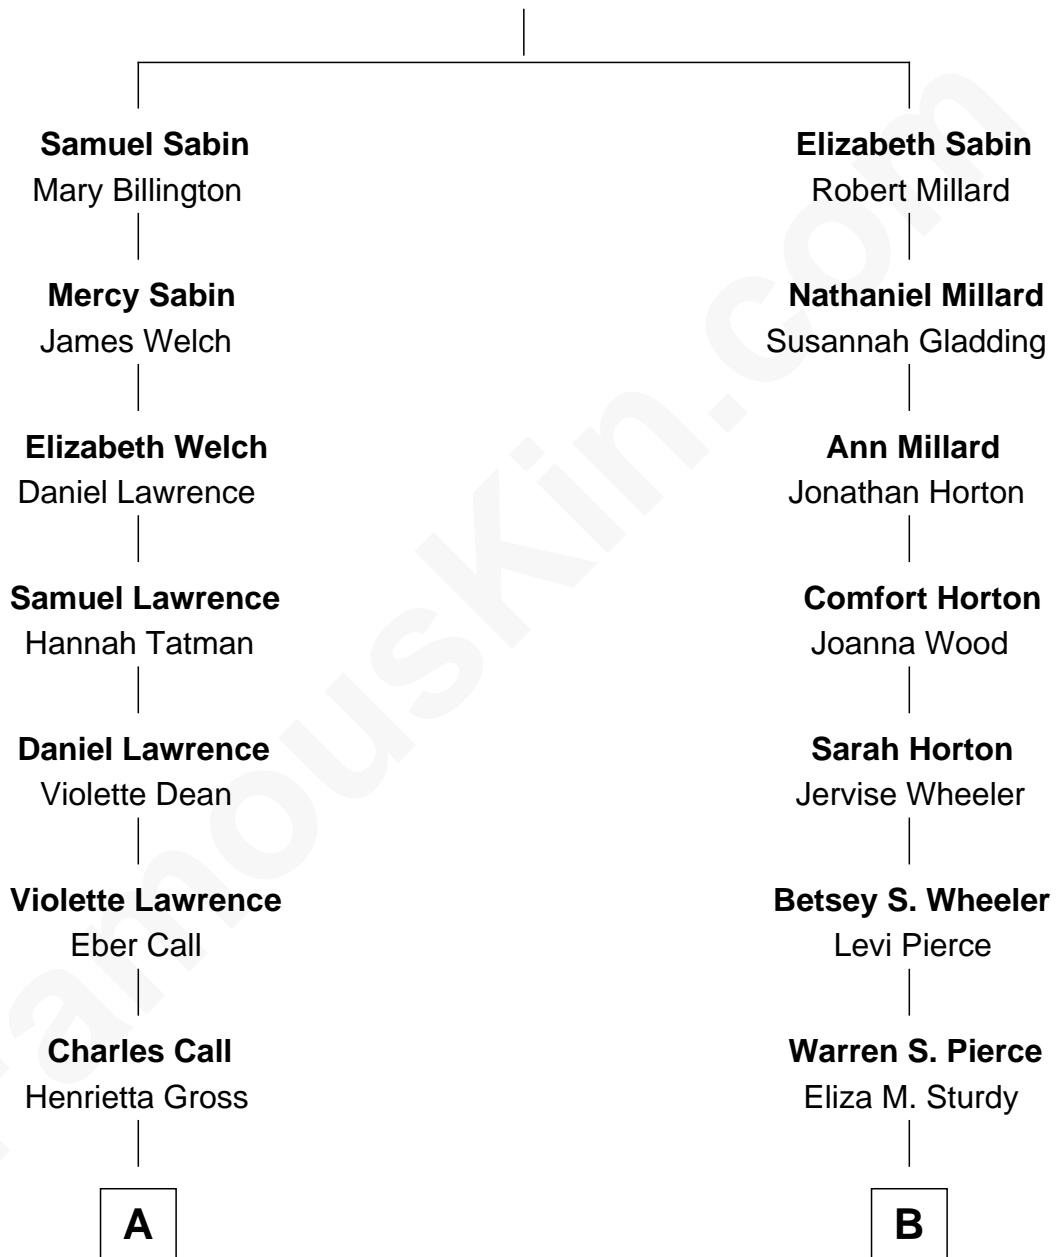 Samuel Sabin
Mary Billington
Mercy Sabin
James Welch
Elizabeth Welch
Daniel Lawrence
Samuel Lawrence
Hannah Tatman
Daniel Lawrence
Violette Dean
Violette Lawrence
Eber Call
Charles Call
Henrietta Gross
A
Elizabeth Sabin
Robert Millard
Nathaniel Millard
Susannah Gladding
Ann Millard
Jonathan Horton
Comfort Horton
Joanna Wood
Sarah Horton
Jervise Wheeler
Betsey S. Wheeler
Levi Pierce
Warren S. Pierce
Eliza M. Sturdy
B
FamousKin.com